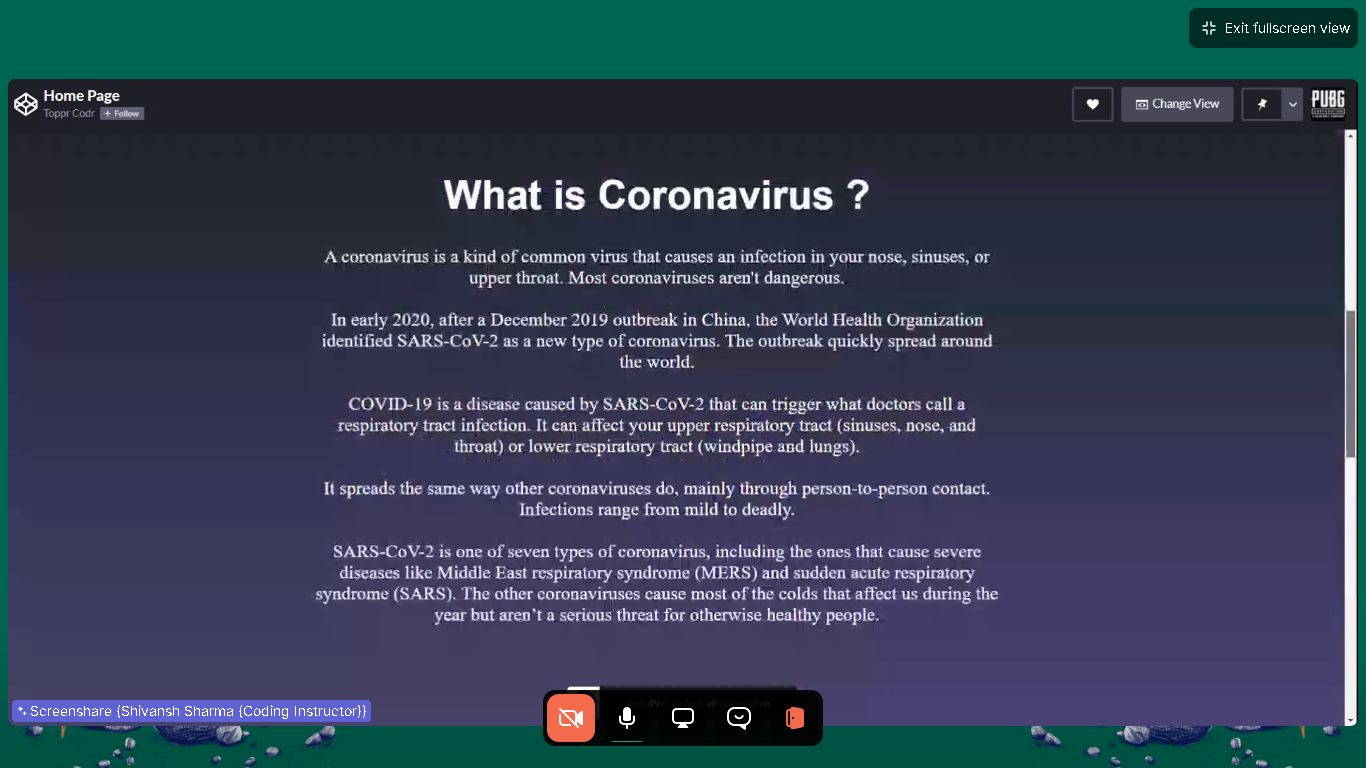 Exit fullscreen view
Home Page
Toppr Codr + Follow
Change View
PUBG
What is Coronavirus ?
A coronavirus is a kind of common virus that causes an infection in your nose, sinuses, or
upper throat. Most coronaviruses aren't dangerous.
In early 2020, after a December 2019 outbreak in China, the World Health Organization
identified SARS-CoV-2 as a new type of coronavirus. The outbreak quickly spread around
the world.
COVID-19 is a disease caused by SARS-CoV-2 that can trigger what doctors call a
respiratory tract infection. It can affect your upper respiratory tract (sinuses, nose, and
throat) or lower respiratory tract (windpipe and lungs).
It spreads the same way other coronaviruses do, mainly through person-to-person contact.
Infections range from mild to deadly.
SARS-CoV-2 is one of seven types of coronavirus, including the ones that cause severe
diseases like Middle East respiratory syndrome (MERS) and sudden acute respiratory
syndrome (SARS). The other coronaviruses cause most of the colds that affect us during the
year but aren’t a serious threat for otherwise healthy people.
Screenshare {Shivansh Sharma {Coding Instructor}}